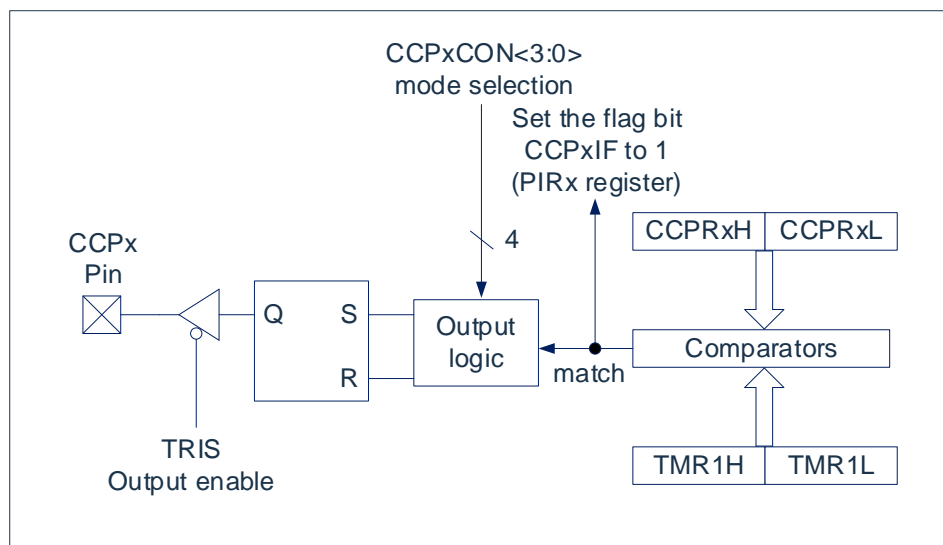 CCPxCON<3:0>
mode selection
Set the flag bit
CCPxIF to 1
(PIRx register)
4
CCPRxH CCPRxL
CCPx
Pin
Q S
R
Output
logic
match
Comparators
TRIS
Output enable
TMR1H TMR1L